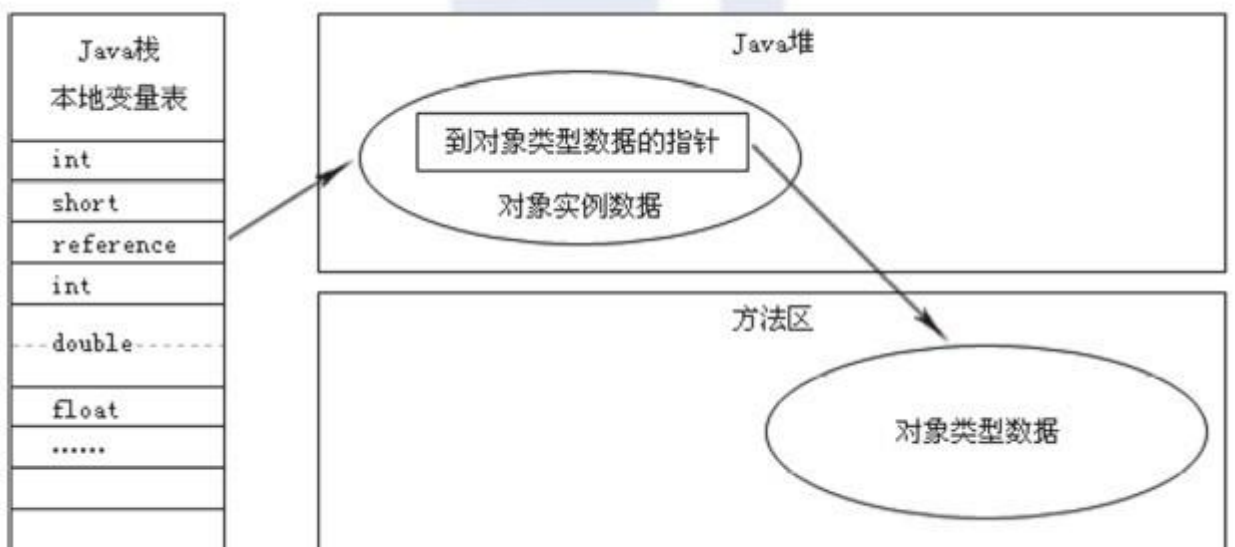 Java栈
本地变量表
int
short
reference
int
double
float
......
Java堆
到对象类型数据的指针
对象实例数据
方法区
对象类型数据